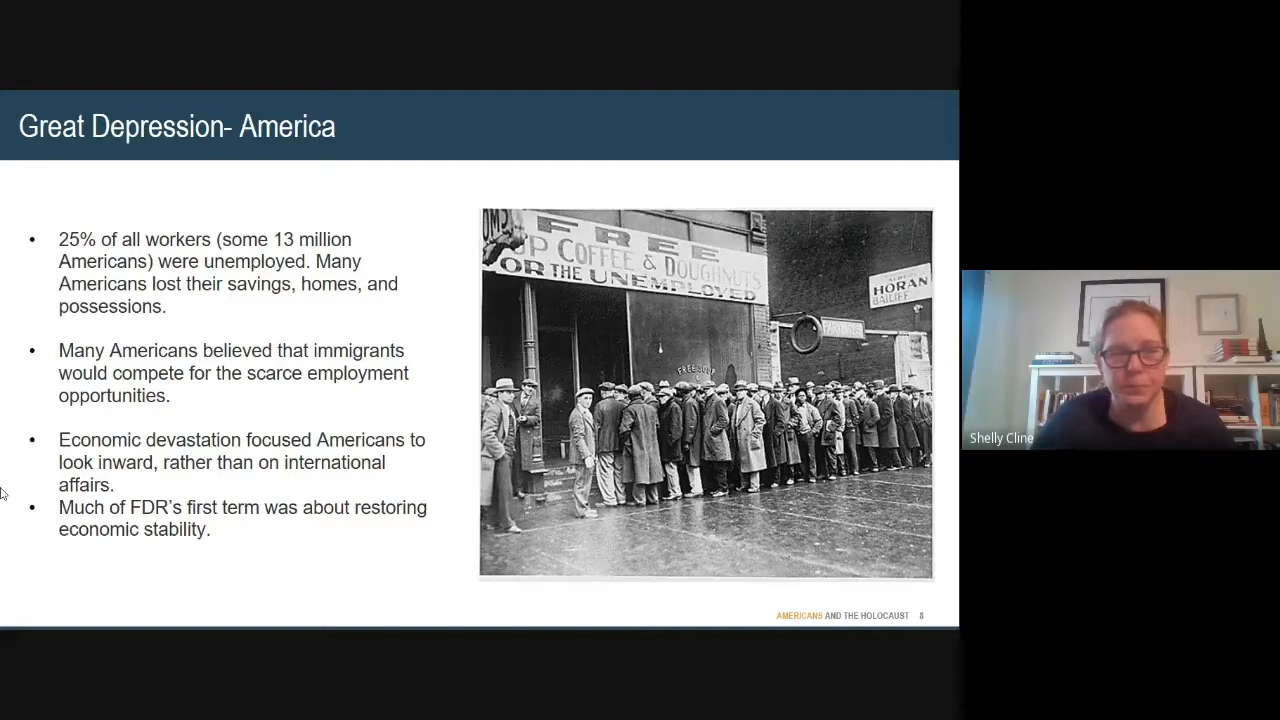 Great Depression- America
• 25% of all workers (some 13 million
Americans) were unemployed. Many
Americans lost their savings, homes, and
possessions.
• Many Americans believed that immigrants
would compete for the scarce employment
opportunities.
• Economic devastation focused Americans to
look inward, rather than on international
affairs.
• Much of FDR's first term was about restoring
economic stability.
FREE
COFFEE & DOUGHNUTS
THE UNEMPLOYED
HORAN
BAILIFF
FREE SOUP
Shelly Cline
AMERICANS AND THE HOLOCAUST 8